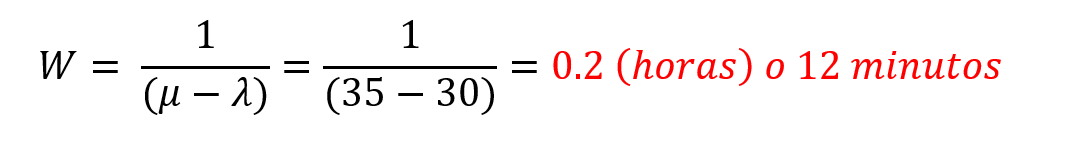 W = 1/(μ − λ) = 1/(35 − 30) = 0.2 (horas) o 12 minutos